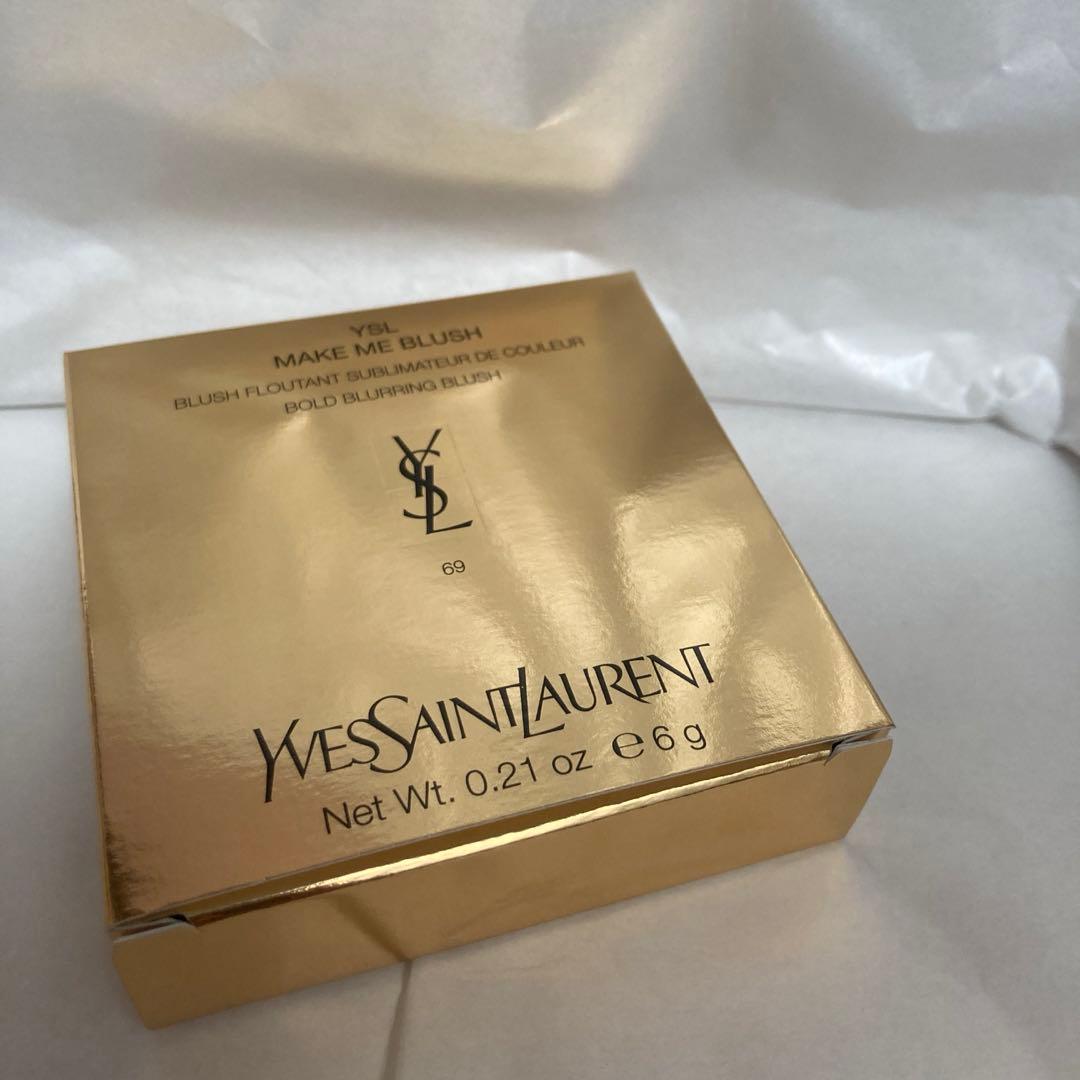 YSL
MAKE ME BLUSH
BLUSH FLOUTANT SUBLIMATEUR DE COULEUR
BOLD BLURRING BLUSH
YSL
69
YVESSAINTLAURENT
Net Wt. 0.21 oz ℮ 6 g